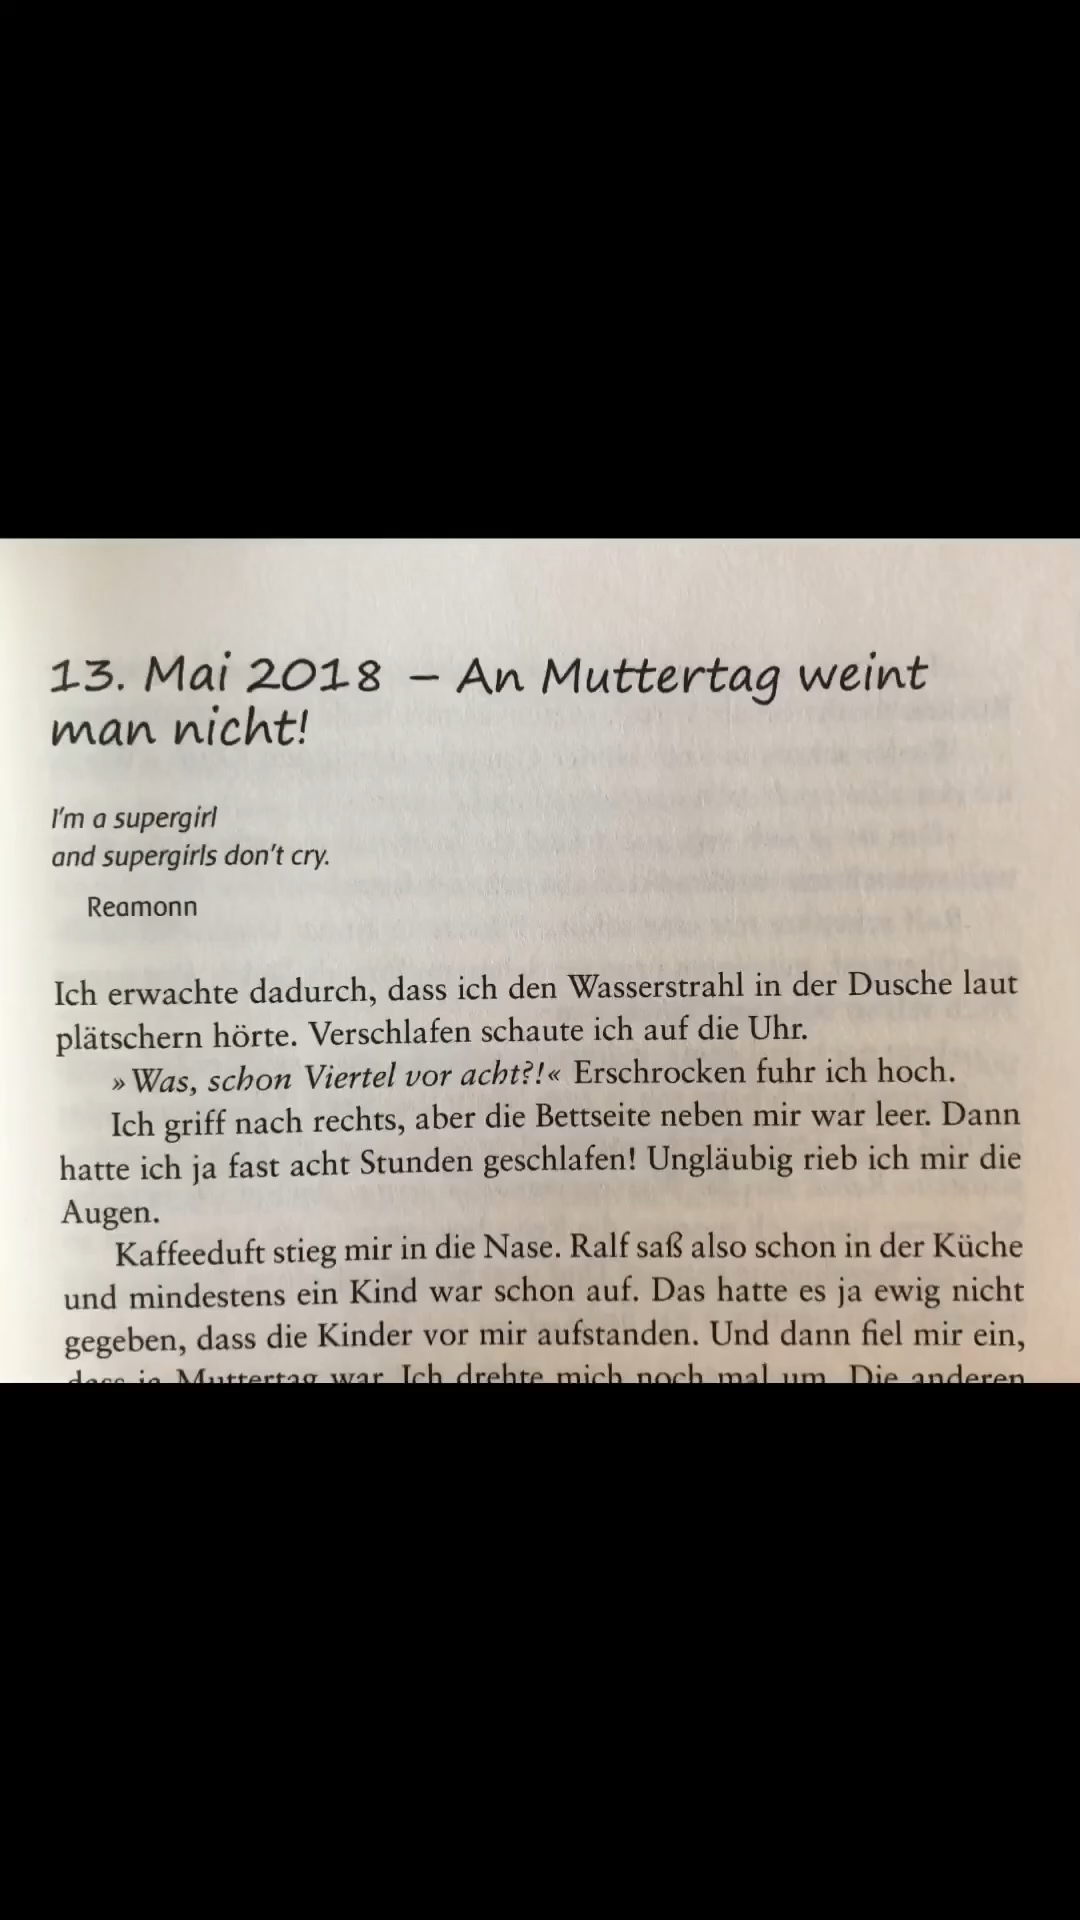 13. Mai 2018 – An Muttertag weint
man nicht!
I'm a supergirl
and supergirls don't cry.
Reamonn
Ich erwachte dadurch, dass ich den Wasserstrahl in der Dusche laut
plätschern hörte. Verschlafen schaute ich auf die Uhr.
»Was, schon Viertel vor acht?!« Erschrocken fuhr ich hoch.
Ich griff nach rechts, aber die Bettseite neben mir war leer. Dann
hatte ich ja fast acht Stunden geschlafen! Ungläubig rieb ich mir die
Augen.
Kaffeeduft stieg mir in die Nase. Ralf saß also schon in der Küche
und mindestens ein Kind war schon auf. Das hatte es ja ewig nicht
gegeben, dass die Kinder vor mir aufstanden. Und dann fiel mir ein,
dass ja Muttertag war. Ich drehte mich noch mal um. Die anderen